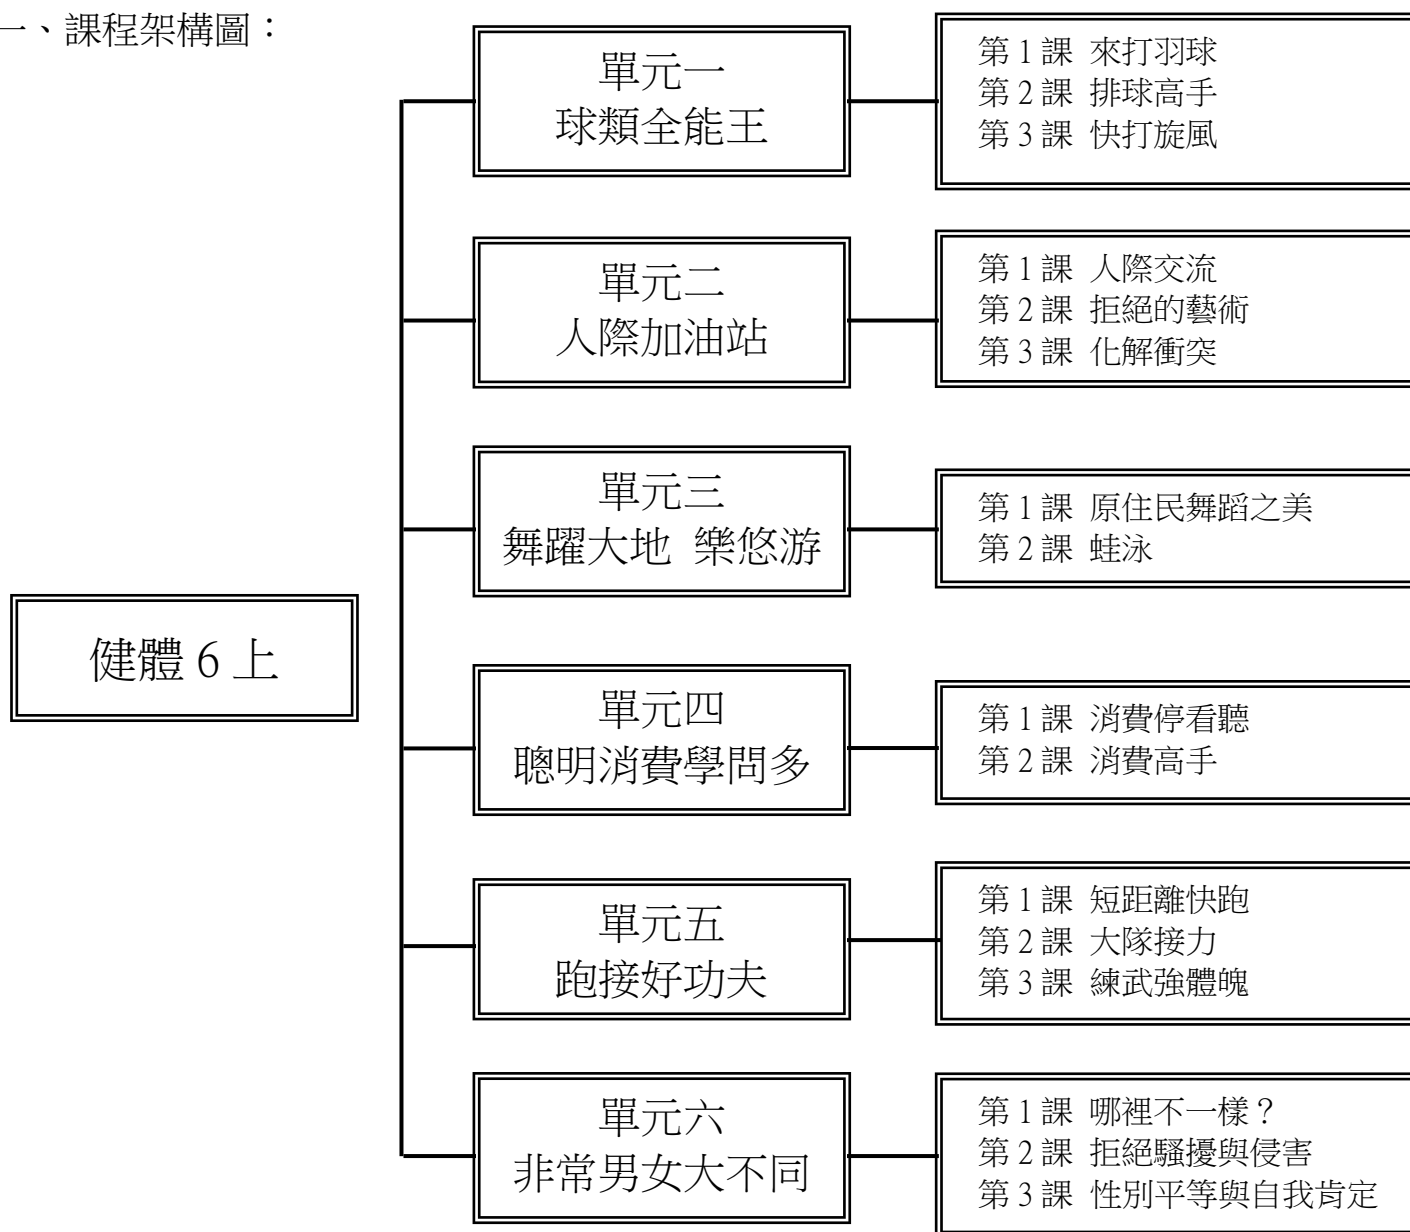 一、課程架構圖：
健體 6 上
單元一
球類全能王
第 1 課 來打羽球
第 2 課 排球高手
第 3 課 快打旋風
單元二
人際加油站
第 1 課 人際交流
第 2 課 拒絕的藝術
第 3 課 化解衝突
單元三
舞躍大地 樂悠游
第 1 課 原住民舞蹈之美
第 2 課 蛙泳
單元四
聰明消費學問多
第 1 課 消費停看聽
第 2 課 消費高手
單元五
跑接好功夫
第 1 課 短距離快跑
第 2 課 大隊接力
第 3 課 練武強體魄
單元六
非常男女大不同
第 1 課 哪裡不一樣？
第 2 課 拒絕騷擾與侵害
第 3 課 性別平等與自我肯定